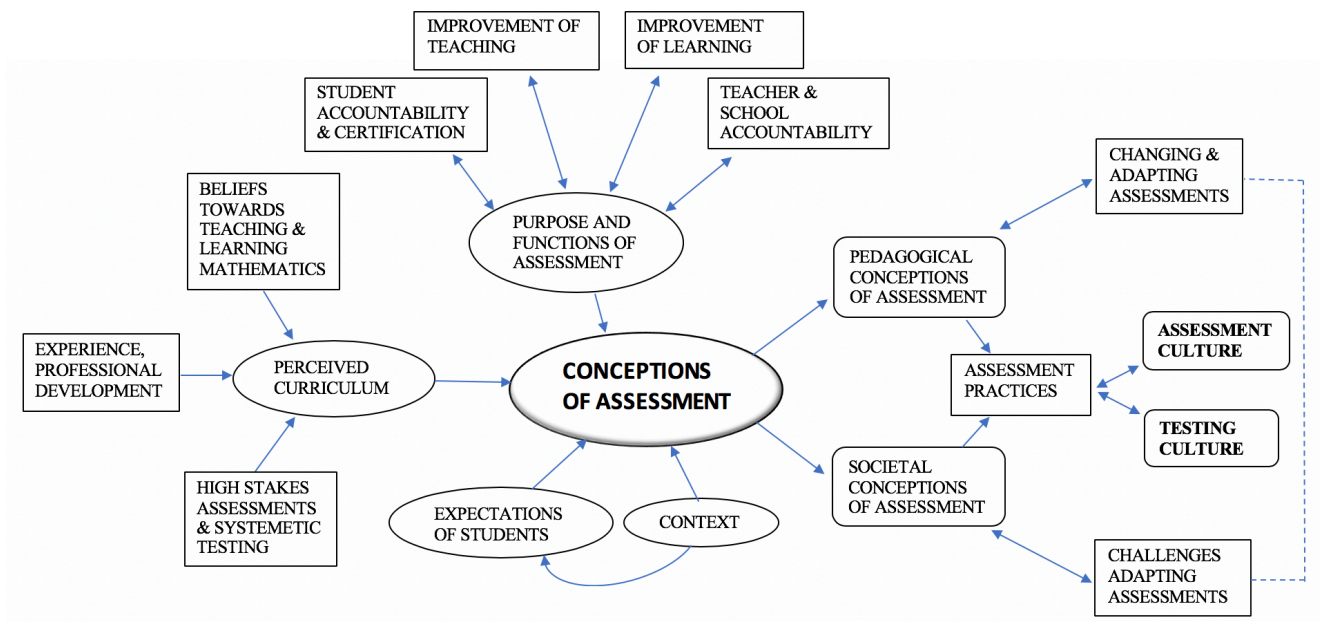 IMPROVEMENT OF
TEACHING
IMPROVEMENT
OF LEARNING
STUDENT
ACCOUNTABILITY
& CERTIFICATION
TEACHER &
SCHOOL
ACCOUNTABILITY
CHANGING &
ADAPTING
ASSESSMENTS
BELIEFS
TOWARDS
TEACHING &
LEARNING
MATHEMATICS
PURPOSE AND
FUNCTIONS OF
ASSESSMENT
PEDAGOGICAL
CONCEPTIONS
OF ASSESSMENT
EXPERIENCE,
PROFESSIONAL
DEVELOPMENT
PERCEIVED
CURRICULUM
CONCEPTIONS
OF ASSESSMENT
ASSESSMENT
PRACTICES
ASSESSMENT
CULTURE
TESTING
CULTURE
HIGH STAKES
ASSESSMENTS
& SYSTEMETIC
TESTING
EXPECTATIONS
OF STUDENTS
CONTEXT
SOCIETAL
CONCEPTIONS
OF ASSESSMENT
CHALLENGES
ADAPTING
ASSESSMENTS